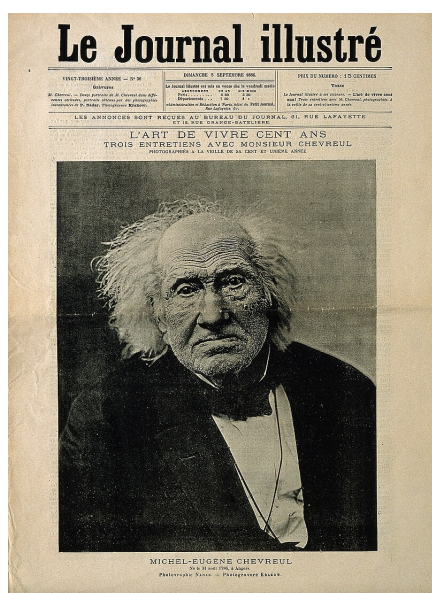 Le Journal illustré
VINGT-TROISIÈME ANNÉE — N° 36
DIMANCHE 5 SEPTEMBRE 1886.
PRIX DU NUMÉRO : 15 CENTIMES
Gravures
Le Journal illustré est mis en vente dès le vendredi matin
Texte
LES ANNONCES SONT REÇUES AU BUREAU DU JOURNAL, 61, RUE LAFAYETTE
ET 18, RUE GRANGE-BATELIÈRE
L'ART DE VIVRE CENT ANS
TROIS ENTRETIENS AVEC MONSIEUR CHEVREUL
PHOTOGRAPHIÉS A LA VEILLE DE SA CENT ET UNIÈME ANNÉE
MICHEL-EUGÈNE CHEVREUL
Né le 31 août 1786, à Angers.
Photographie NADAR. — Photogravure KRAKOW.